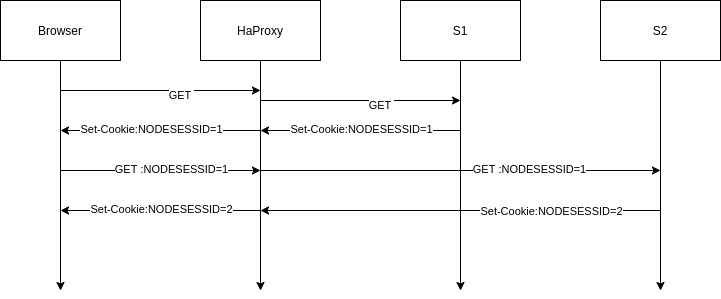 Browser
HaProxy
S1
S2
GET
GET
Set-Cookie:NODESESSID=1
Set-Cookie:NODESESSID=1
GET :NODESESSID=1
GET :NODESESSID=1
Set-Cookie:NODESESSID=2
Set-Cookie:NODESESSID=2